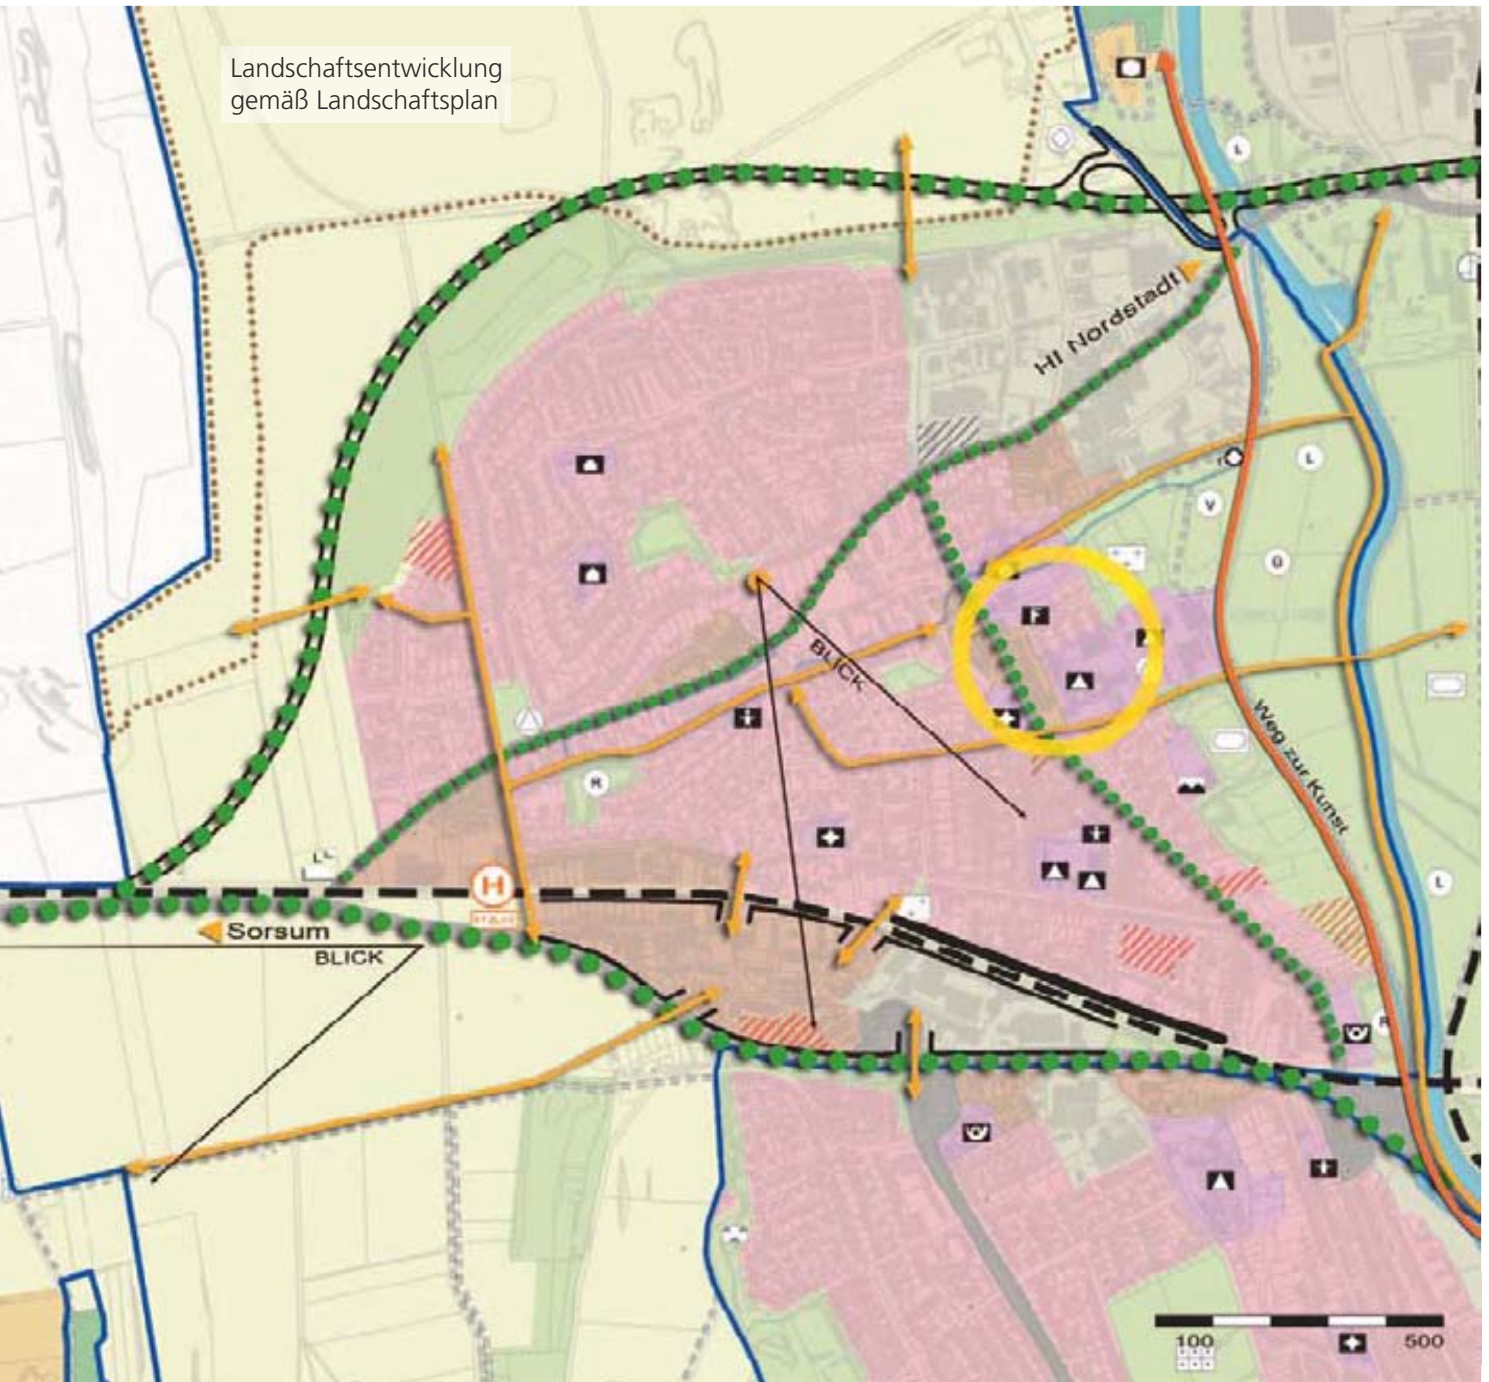 Landschaftsentwicklung
gemäß Landschaftsplan
L
HI Nordstadt
L
V
G
F
BLICK
Weg zur Kunst
R
L
H
Sorsum
BLICK
R
100
500